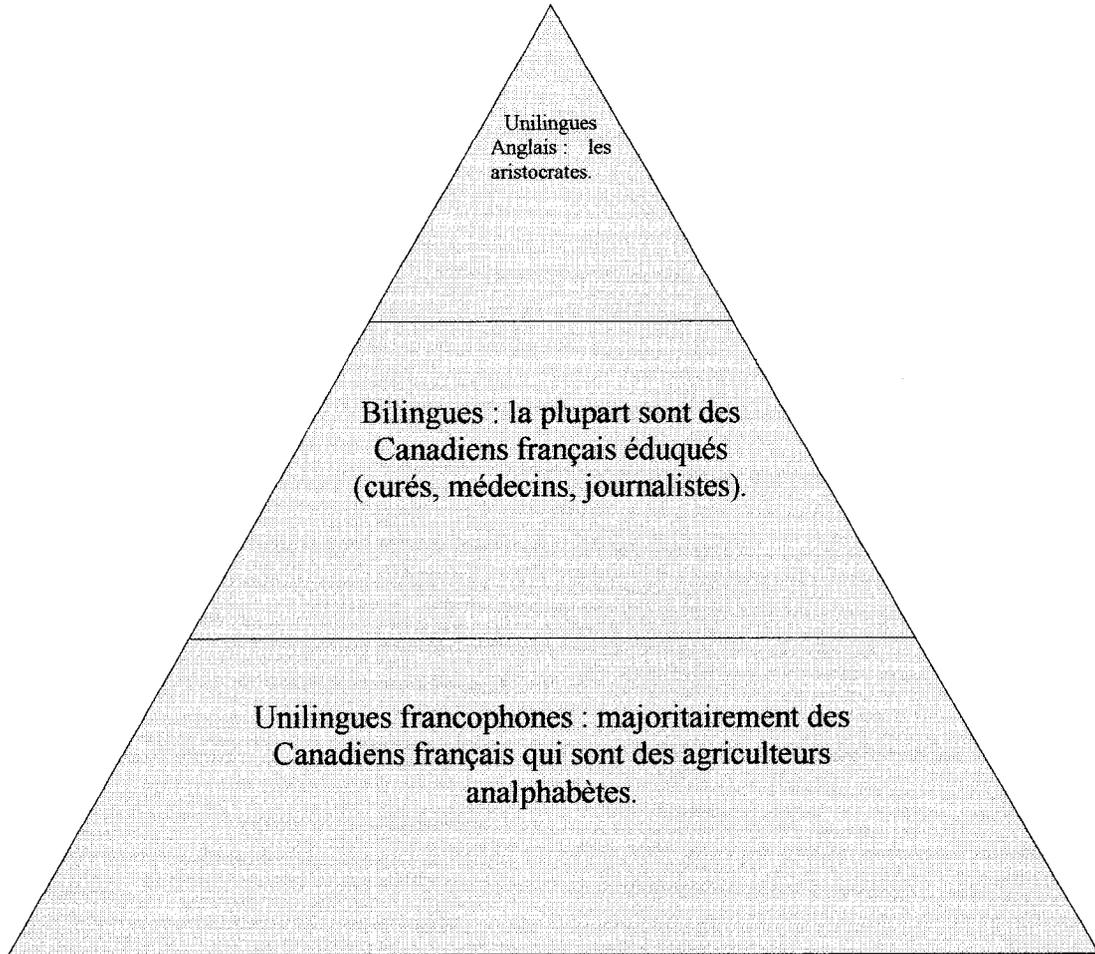 Unilingues
Anglais : les
aristocrates.
Bilingues : la plupart sont des
Canadiens français éduqués
(curés, médecins, journalistes).
Unilingues francophones : majoritairement des
Canadiens français qui sont des agriculteurs
analphabètes.